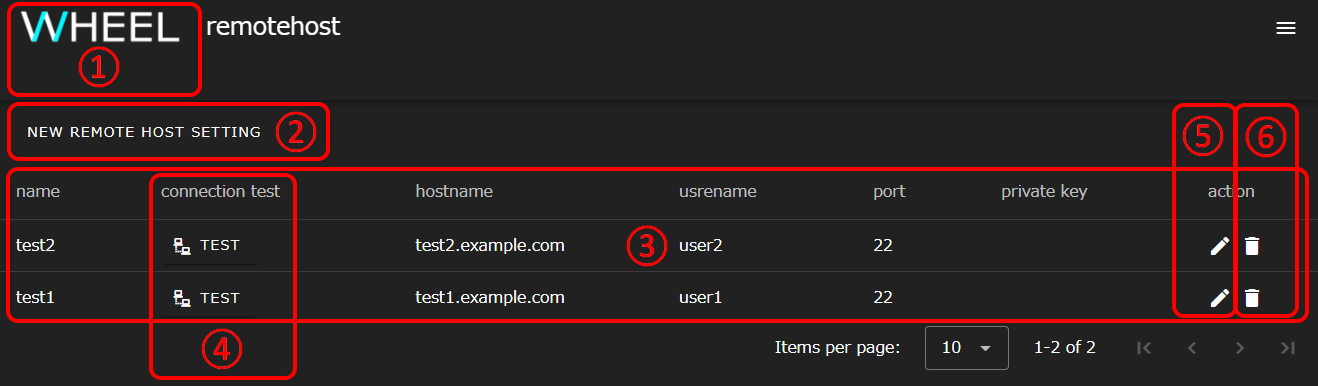 WHEEL remotehost
①
NEW REMOTE HOST SETTING ② ⑤ ⑥
name connection test hostname usrename port private key action
test2 TEST test2.example.com ③ user2 22
test1 TEST test1.example.com user1 22
④
Items per page: 10 1-2 of 2